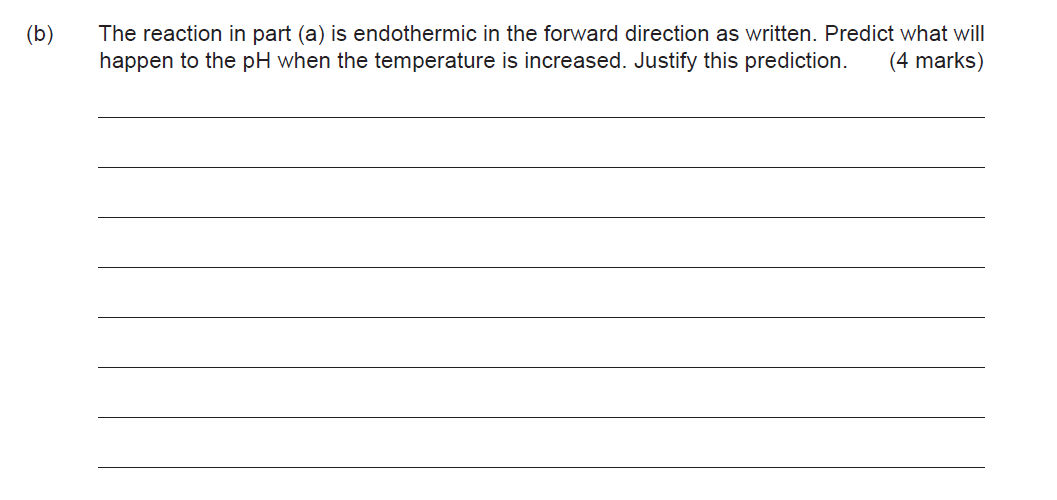 (b) The reaction in part (a) is endothermic in the forward direction as written. Predict what will
happen to the pH when the temperature is increased. Justify this prediction. (4 marks)